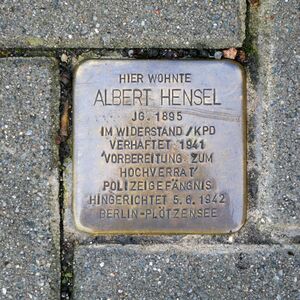 HIER WOHNTE
ALBERT HENSEL
JG. 1895
IM WIDERSTAND / KPD
VERHAFTET 1941
'VORBEREITUNG ZUM
HOCHVERRAT'
POLIZEIGEFÄNGNIS
HINGERICHTET 5.6.1942
BERLIN-PLÖTZENSEE